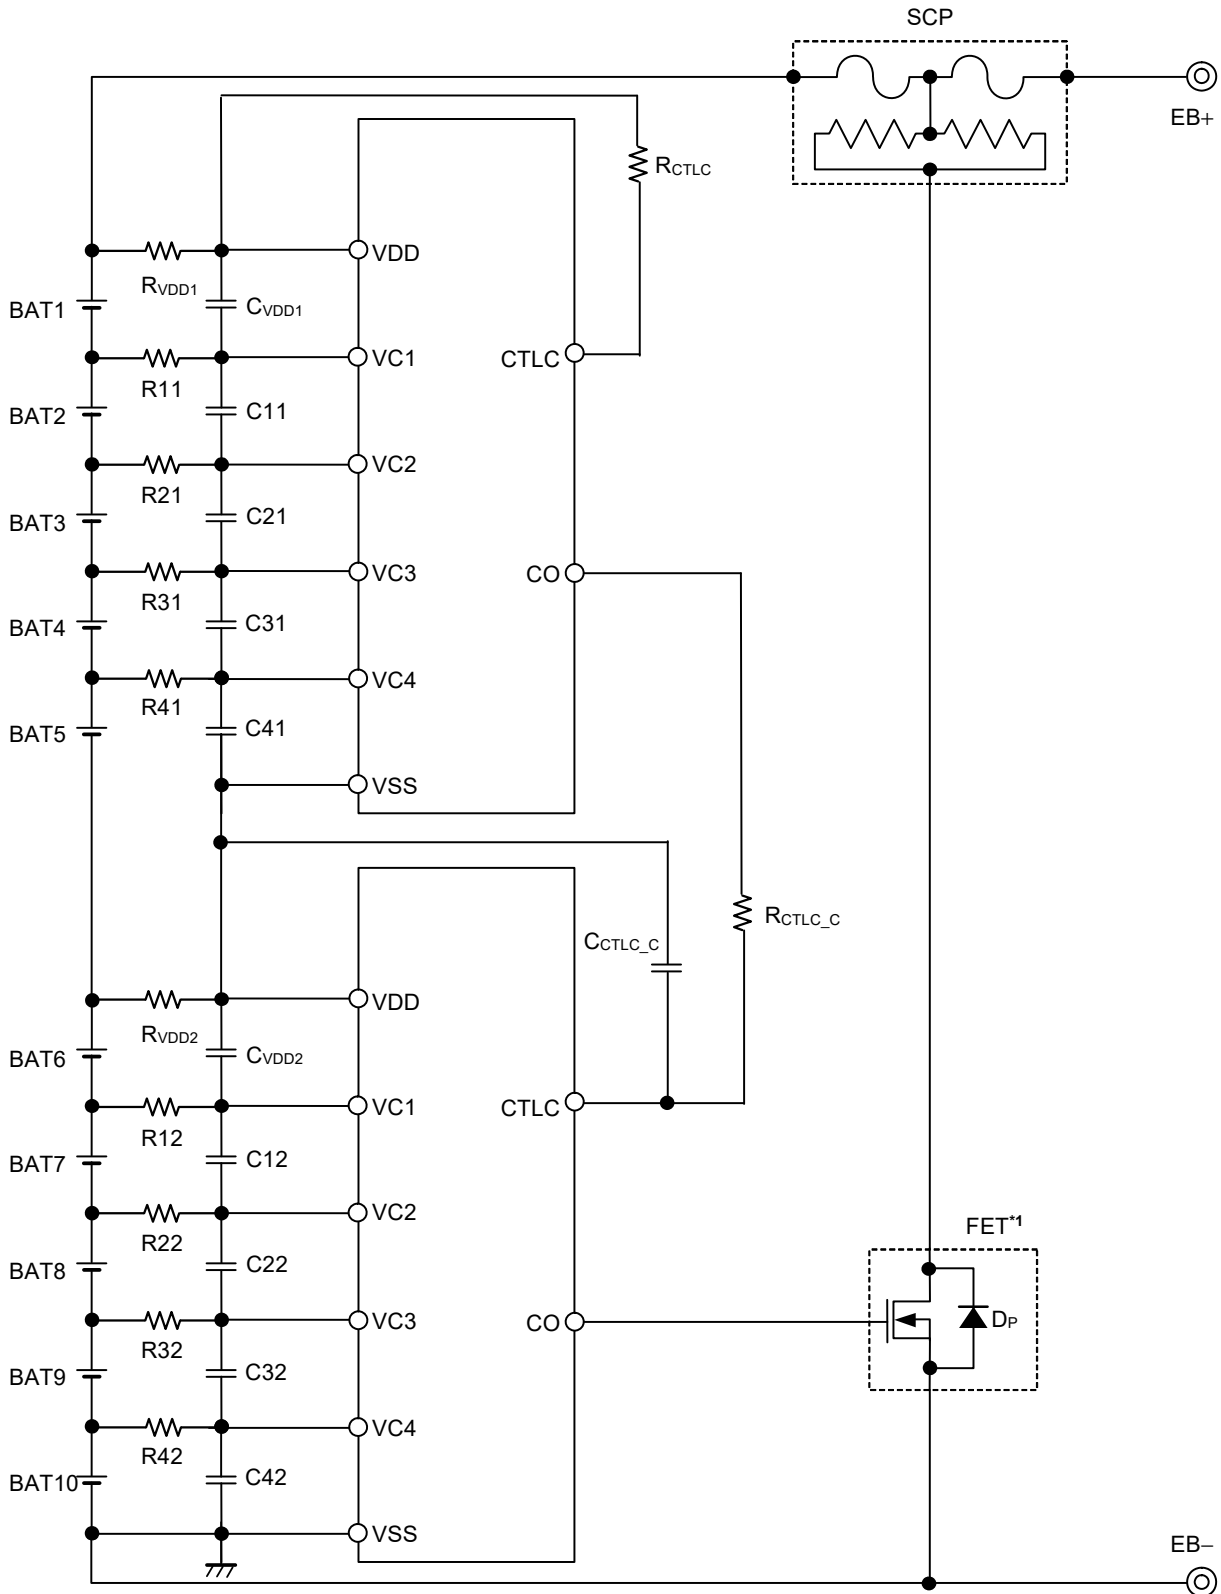 SCP
EB+
RCTLC
VDD
RVDD1
CVDD1
BAT1
VC1
CTLC
R11
BAT2
C11
VC2
R21
BAT3
C21
VC3
CO
R31
BAT4
C31
VC4
R41
BAT5
C41
VSS
RCTLC_C
CCTLC_C
VDD
RVDD2
BAT6
CVDD2
VC1
CTLC
R12
BAT7
C12
VC2
R22
FET*1
BAT8
C22
VC3
CO
DP
R32
BAT9
C32
VC4
R42
BAT10
C42
VSS
EB−